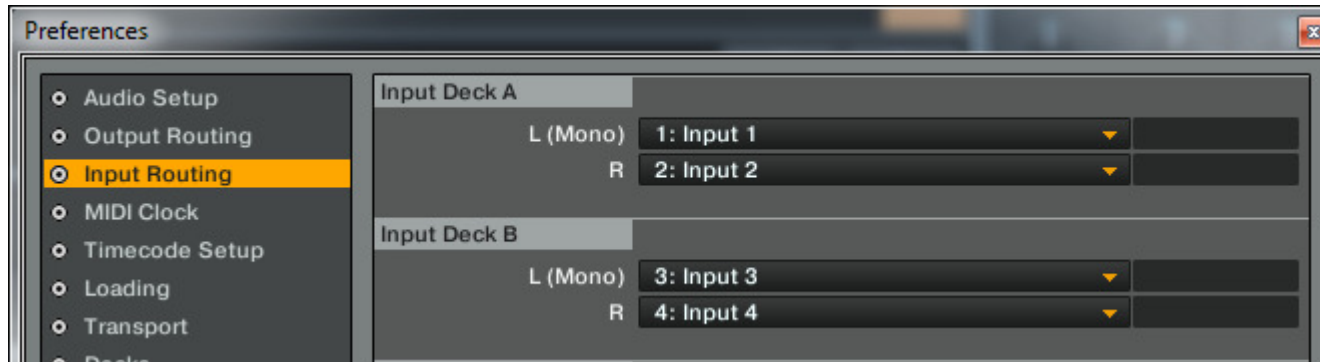 Preferences
Audio Setup
Output Routing
Input Routing
MIDI Clock
Timecode Setup
Loading
Transport
Decks
Input Deck A
L (Mono) 1: Input 1
R 2: Input 2
Input Deck B
L (Mono) 3: Input 3
R 4: Input 4